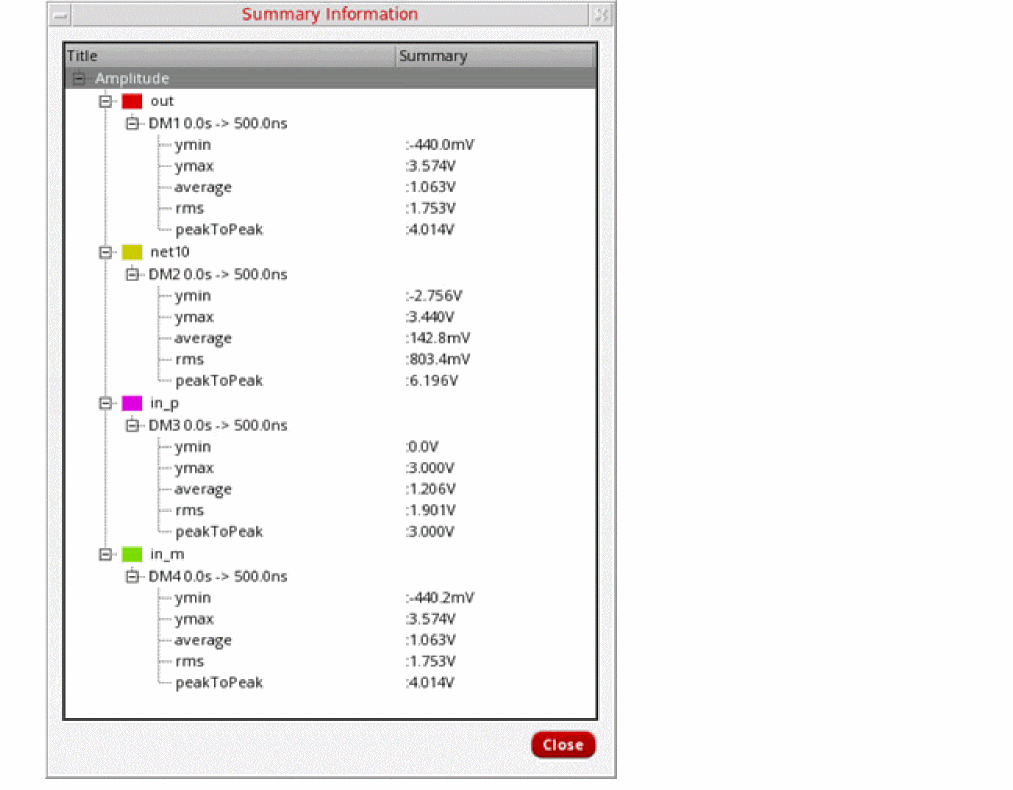 Summary Information
Title Summary
Amplitude
out
DM1 0.0s -> 500.0ns
ymin :-440.0mV
ymax :3.574V
average :1.063V
rms :1.753V
peakToPeak :4.014V
net10
DM2 0.0s -> 500.0ns
ymin :-2.756V
ymax :3.440V
average :142.8mV
rms :803.4mV
peakToPeak :6.196V
in_p
DM3 0.0s -> 500.0ns
ymin :0.0V
ymax :3.000V
average :1.206V
rms :1.901V
peakToPeak :3.000V
in_m
DM4 0.0s -> 500.0ns
ymin :-440.2mV
ymax :3.574V
average :1.063V
rms :1.753V
peakToPeak :4.014V
Close